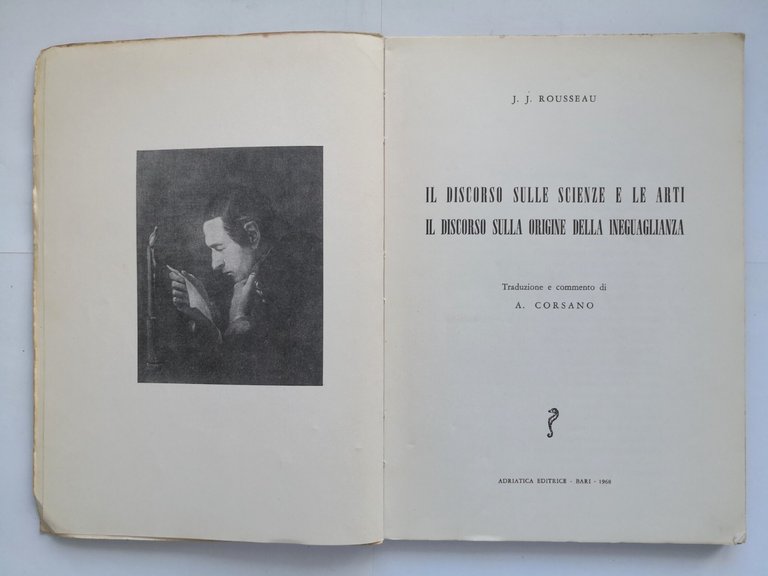 J. J. ROUSSEAU
IL DISCORSO SULLE SCIENZE E LE ARTI
IL DISCORSO SULLA ORIGINE DELLA INEGUAGLIANZA
Traduzione e commento di
A. CORSANO
ADRIATICA EDITRICE - BARI - 1968